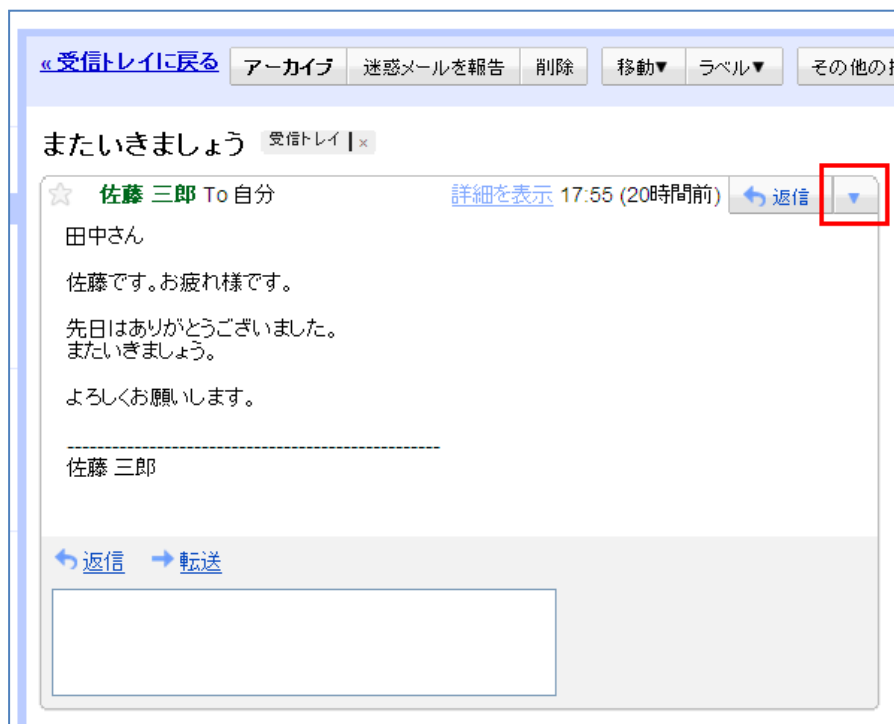 « 受信トレイに戻る アーカイブ 迷惑メールを報告 削除 移動▼ ラベル▼ その他の
またいきましょう 受信トレイ ×
佐藤 三郎 To 自分 詳細を表示 17:55 (20時間前) 返信 ▼
田中さん
佐藤です。お疲れ様です。
先日はありがとうございました。
またいきましょう。
よろしくお願いします。
--------------------------------------------------
佐藤 三郎
返信 転送